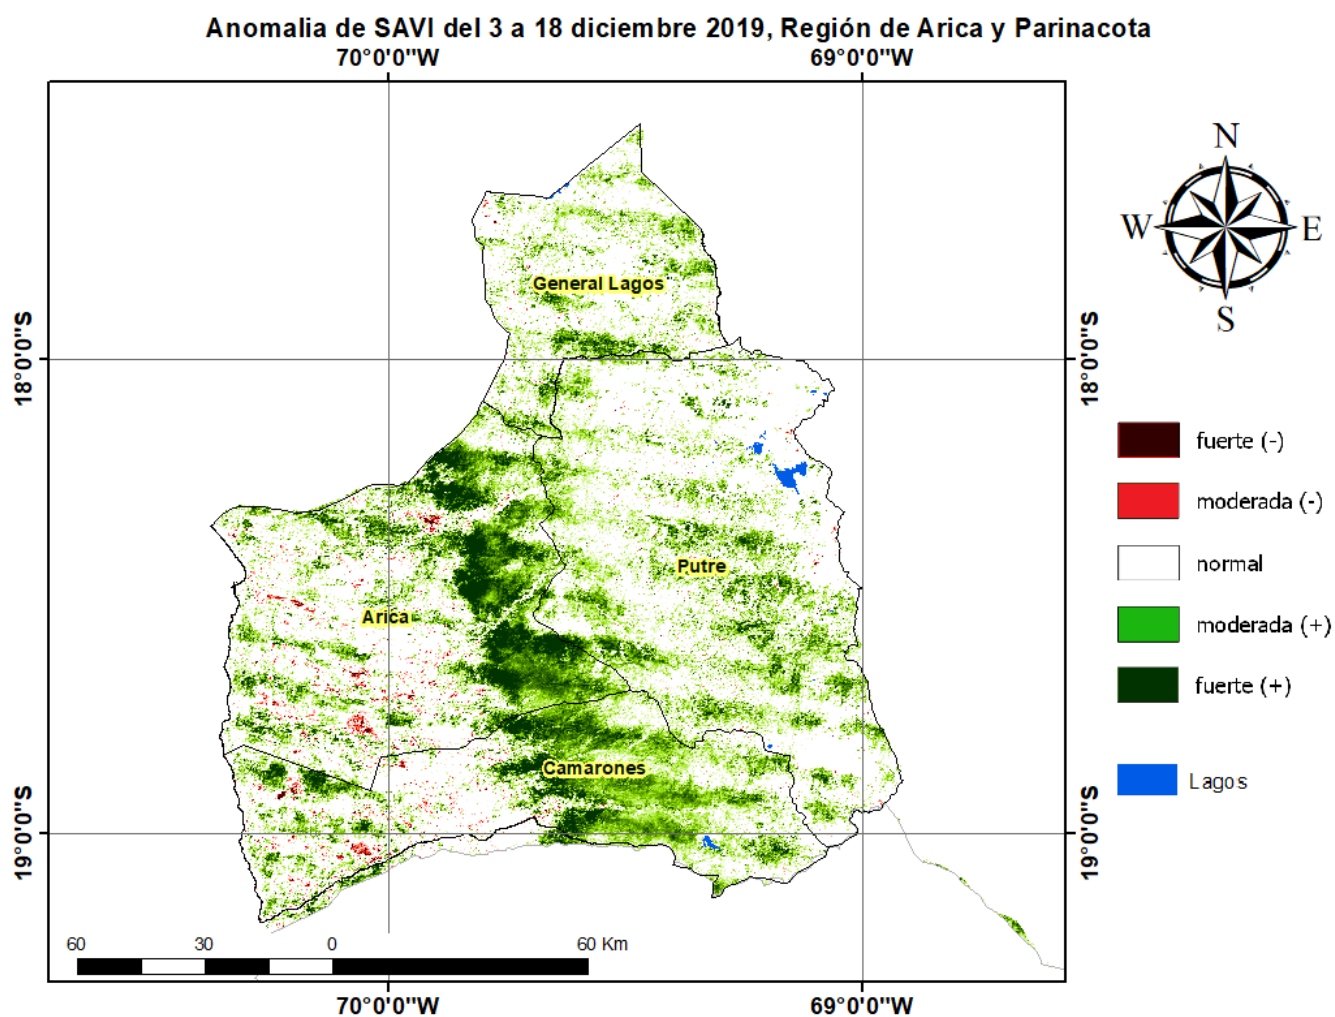 Anomalia de SAVI del 3 a 18 diciembre 2019, Región de Arica y Parinacota
70°0'0"W
69°0'0"W
N
W
E
S
General Lagos
18°0'0"S
18°0'0"S
fuerte (-)
moderada (-)
normal
moderada (+)
fuerte (+)
Lagos
Putre
Arica
Camarones
19°0'0"S
19°0'0"S
60
30
0
60 Km
70°0'0"W
69°0'0"W